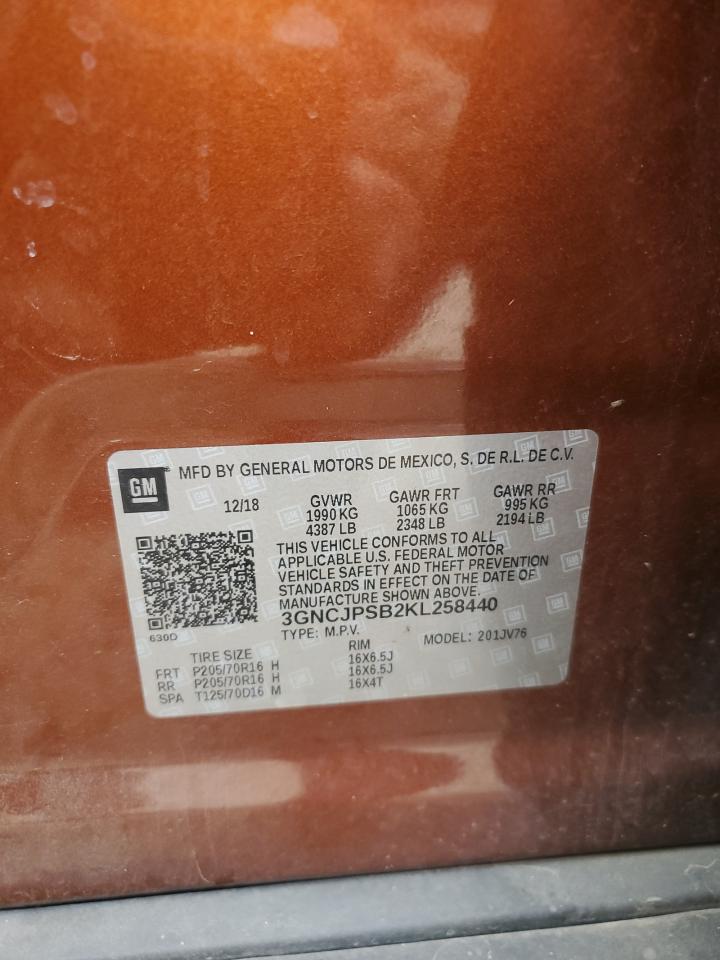 GM
MFD BY GENERAL MOTORS DE MEXICO, S. DE R.L. DE C.V.
12/18 GVWR GAWR FRT GAWR RR
1990 KG 1065 KG 995 KG
4387 LB 2348 LB 2194 LB
THIS VEHICLE CONFORMS TO ALL
APPLICABLE U.S. FEDERAL MOTOR
VEHICLE SAFETY AND THEFT PREVENTION
STANDARDS IN EFFECT ON THE DATE OF
MANUFACTURE SHOWN ABOVE.
3GNCJPSB2KL258440
630D
TYPE: M.P.V. MODEL: 201JV76
TIRE SIZE RIM
FRT P205/70R16 H 16X6.5J
RR P205/70R16 H 16X6.5J
SPA T125/70D16 M 16X4T